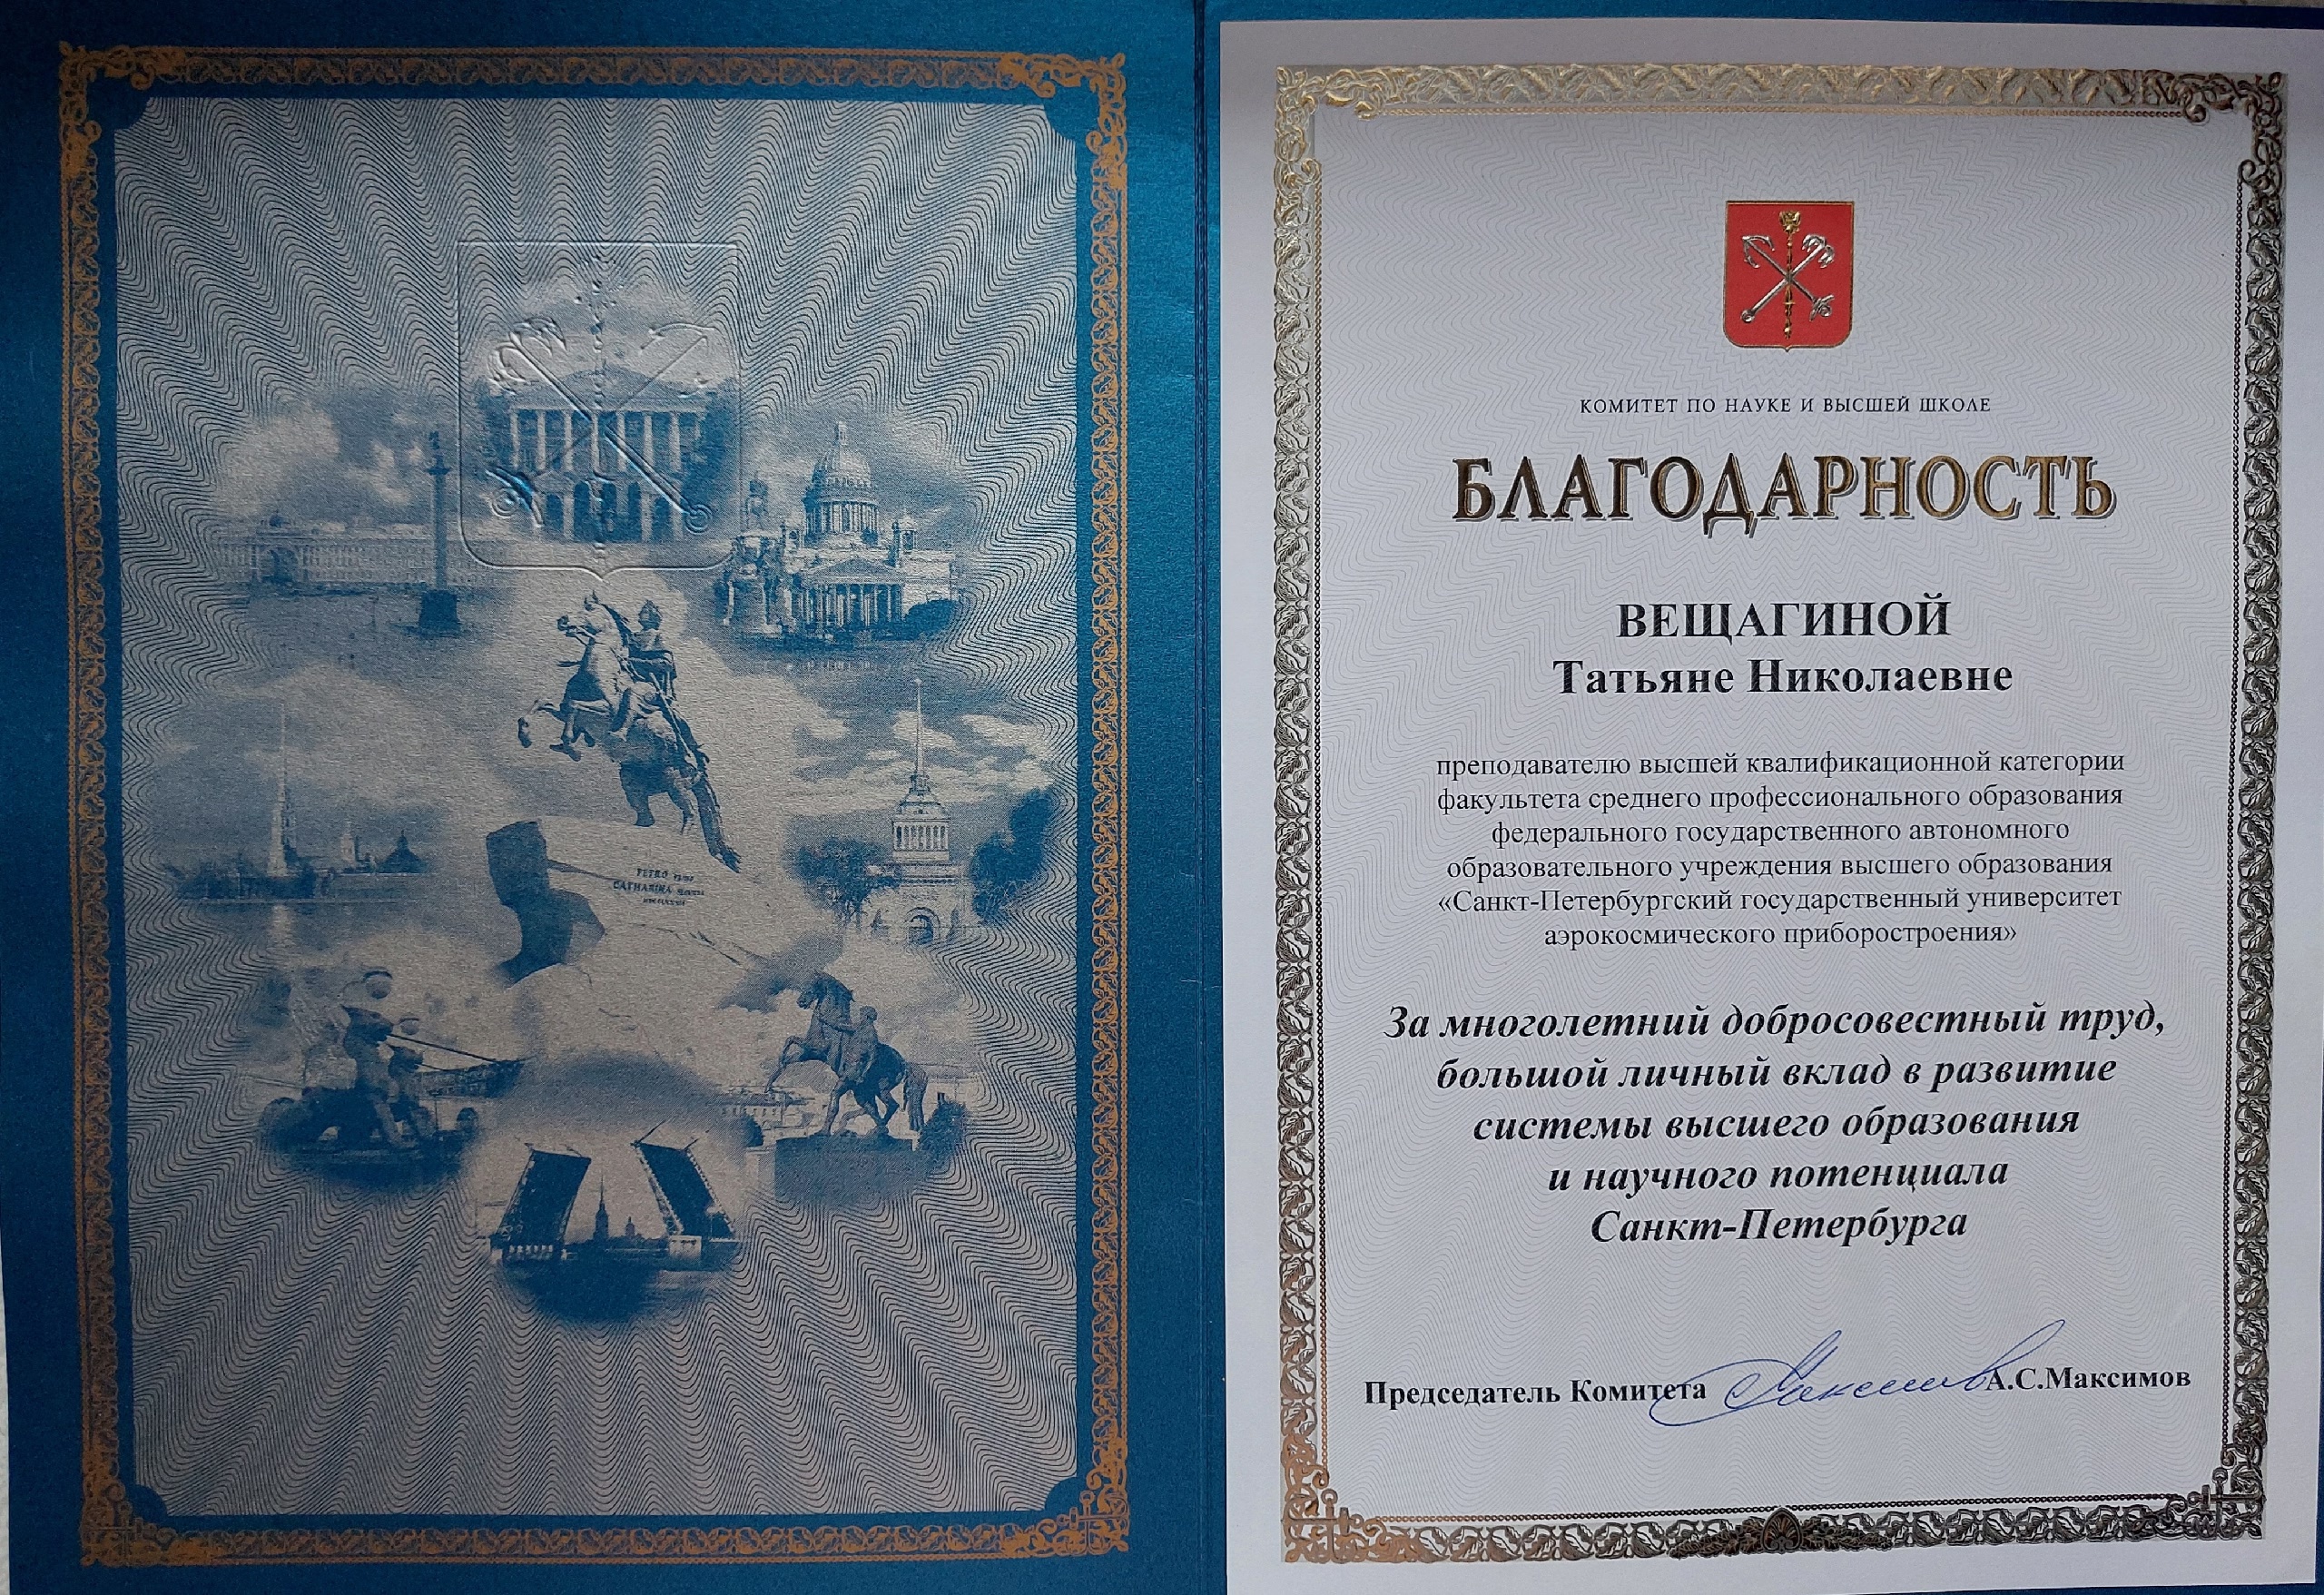 PETRO
CATHARINA
КОМИТЕТ ПО НАУКЕ И ВЫСШЕЙ ШКОЛЕ
БЛАГОДАРНОСТЬ
ВЕЩАГИНОЙ
Татьяне Николаевне
преподавателю высшей квалификационной категории
факультета среднего профессионального образования
федерального государственного автономного
образовательного учреждения высшего образования
«Санкт-Петербургский государственный университет
аэрокосмического приборостроения»
За многолетний добросовестный труд,
большой личный вклад в развитие
системы высшего образования
и научного потенциала
Санкт-Петербурга
Председатель Комитета А.С.Максимов